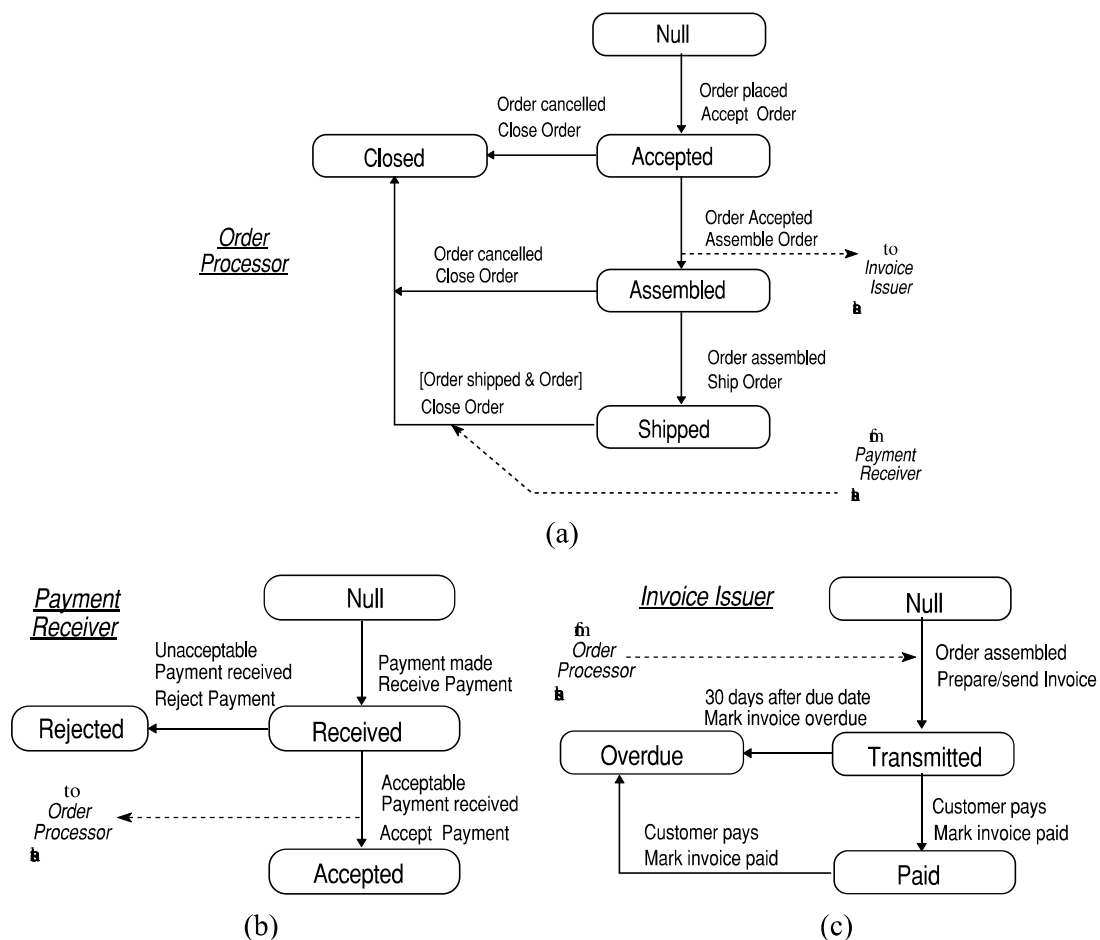 Null
Order placed
Accept Order
Order cancelled
Close Order
Closed
Accepted
Order
Processor
Order Accepted
Assemble Order
to
Invoice
Issuer
Order cancelled
Close Order
Assembled
Order assembled
Ship Order
[Order shipped & Order]
Close Order
Shipped
Payment
Receiver
(a)
Payment
Receiver
Null
Unacceptable
Payment received
Reject Payment
Payment made
Receive Payment
Rejected
Received
to
Order
Processor
Acceptable
Payment received
Accept Payment
Accepted
(b)
Invoice Issuer
Null
Order
Processor
Order assembled
Prepare/send Invoice
30 days after due date
Mark invoice overdue
Overdue
Transmitted
Customer pays
Mark invoice paid
Customer pays
Mark invoice paid
Paid
(c)